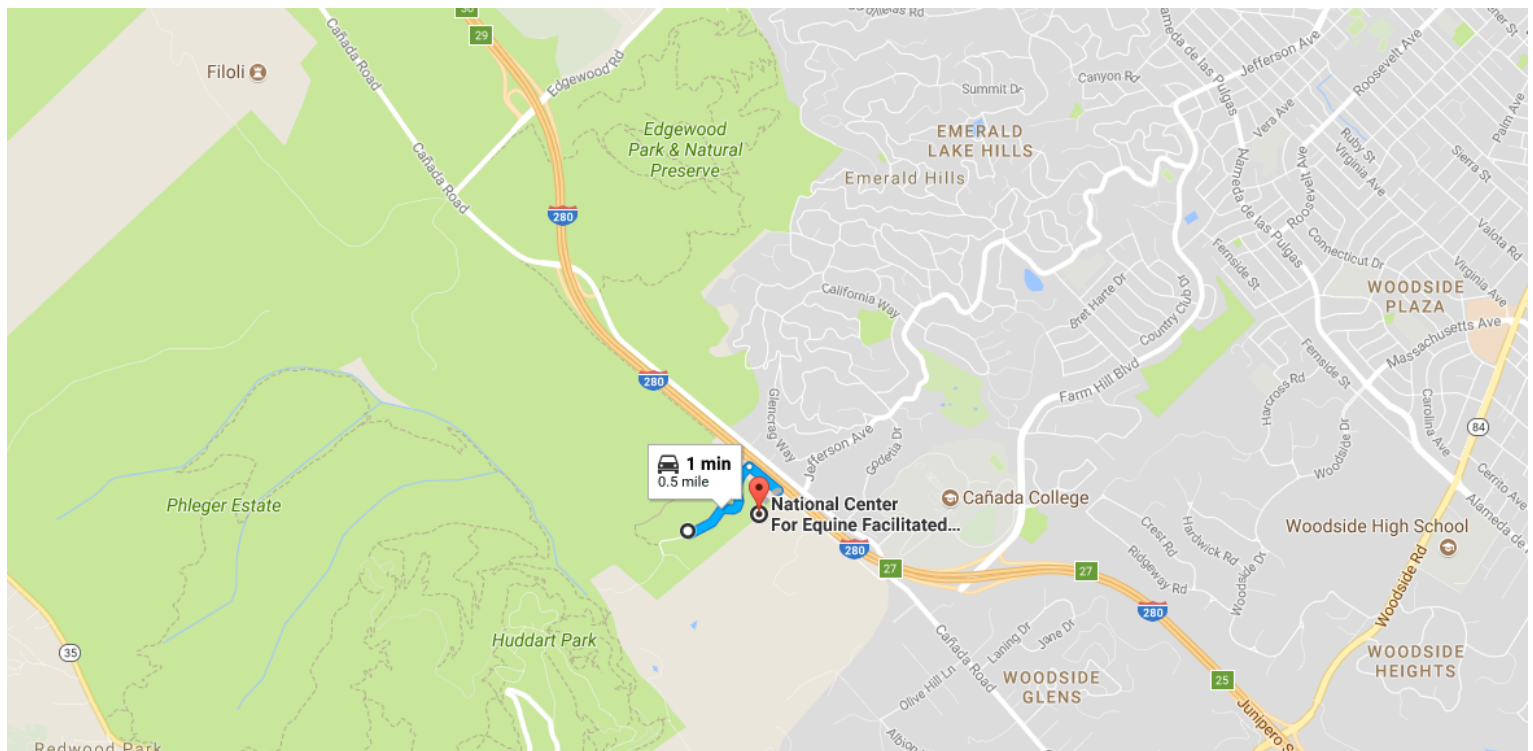 30
29
Filoli
Cañada Road
Edgewood Rd
Cañada Road
280
Edgewood
Park & Natural
Preserve
EMERALD
LAKE HILLS
Emerald Hills
Summit Dr
Canyon Rd
Alameda de las Pulgas
Jefferson Ave
Roosevelt Ave
Vera Ave
Palm Ave
Ruby St
Virginia Ave
Sierra St
Alameda de las Pulgas
Roosevelt Ave
Valota Rd
Connecticut Dr
Fernside St
Virginia Ave
WOODSIDE
PLAZA
Massachusetts Ave
California Way
Bret Harte Dr
Country Club Dr
Fernside St
280
Glencrag Way
Jefferson Ave
Godetia Dr
Farm Hill Blvd
Harcross Rd
Woodside Dr
Carolina Ave
84
Cerrito Ave
1 min
0.5 mile
National Center
For Equine Facilitated...
Cañada College
Phleger Estate
Woodside High School
Alameda de
Crest Rd
Hardwick Rd
Ridgeway Rd
Woodside Dr
Woodside Rd
280
27
27
280
Huddart Park
35
Cañada Road
Laning Dr
Jane Dr
Olive Hill Ln
WOODSIDE
GLENS
WOODSIDE
HEIGHTS
25
Junipero S
Redwood Park